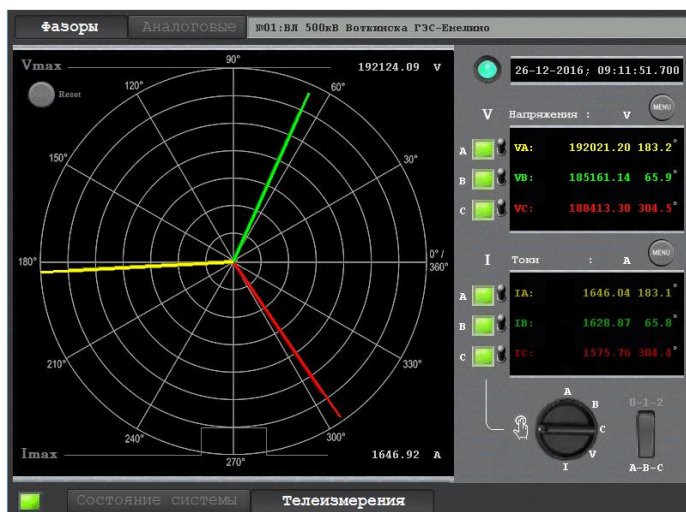 Фазоры Аналоговые №01:ВЛ 500кВ Воткинска ГЭС-Емелино
Vmax 192124.09 V
Reset
90°
120°
60°
150°
30°
180°
0° / 360°
210°
330°
240°
300°
270°
Imax 1646.92 A
26-12-2016; 09:11:51.700
V Напряжения : V MENU
A VA: 192021.20 183.2°
B VB: 185161.14 65.9°
C VC: 188413.30 304.5°
I Токи : A MENU
A IA: 1646.04 183.1°
B IB: 1628.87 65.8°
C IC: 1575.76 304.4°
A
B
C
V
I
0-1-2
A-B-C
Состояние системы Телеизмерения